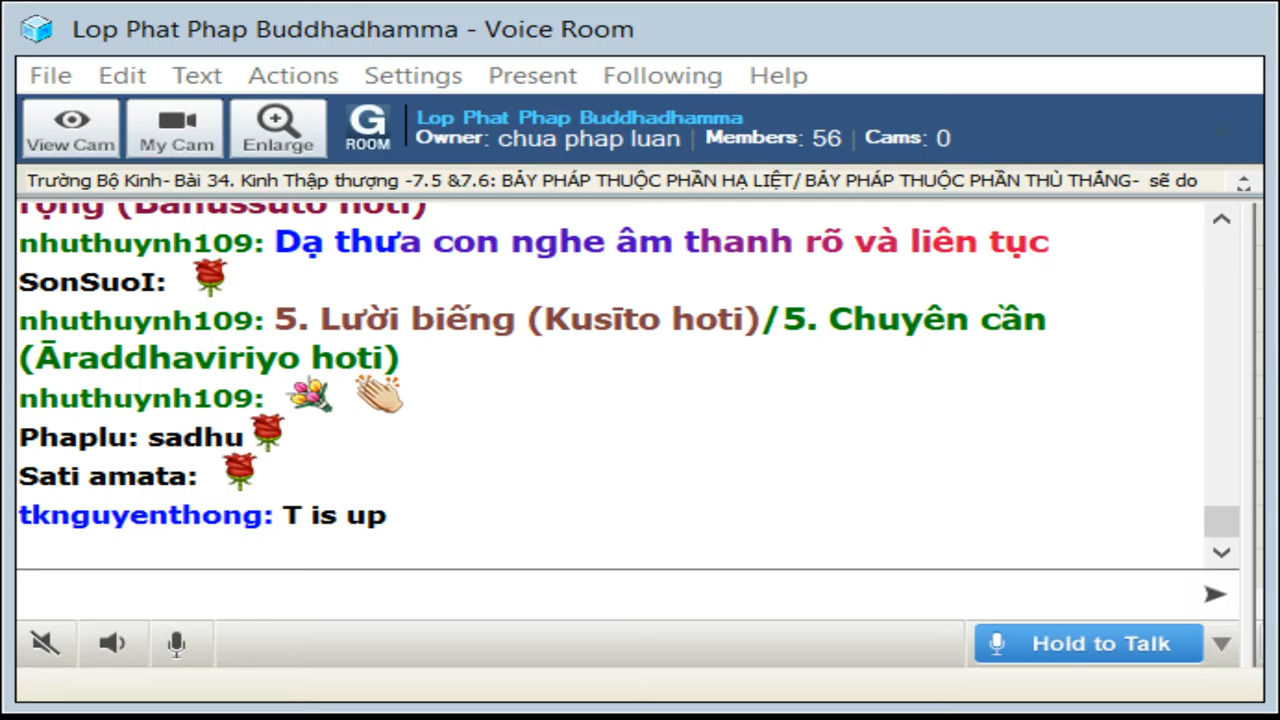 Lop Phat Phap Buddhadhamma - Voice Room
File Edit Text Actions Settings Present Following Help
View Cam My Cam Enlarge G ROOM
Lop Phat Phap Buddhadhamma
Owner: chua phap luan | Members: 56 | Cams: 0
Trường Bộ Kinh- Bài 34. Kinh Thập thượng -7.5 &7.6: BẢY PHÁP THUỘC PHẦN HẠ LIỆT/ BẢY PHÁP THUỘC PHẦN THÙ THẮNG- sẽ do
rộng (Bahussuto hoti)
nhuthuynh109: Dạ thưa con nghe âm thanh rõ và liên tục
SonSuoI:
nhuthuynh109: 5. Lười biếng (Kusīto hoti)/5. Chuyên cần
(Āraddhaviriyo hoti)
nhuthuynh109:
Phaplu: sadhu
Sati amata:
tknguyenthong: T is up
Hold to Talk